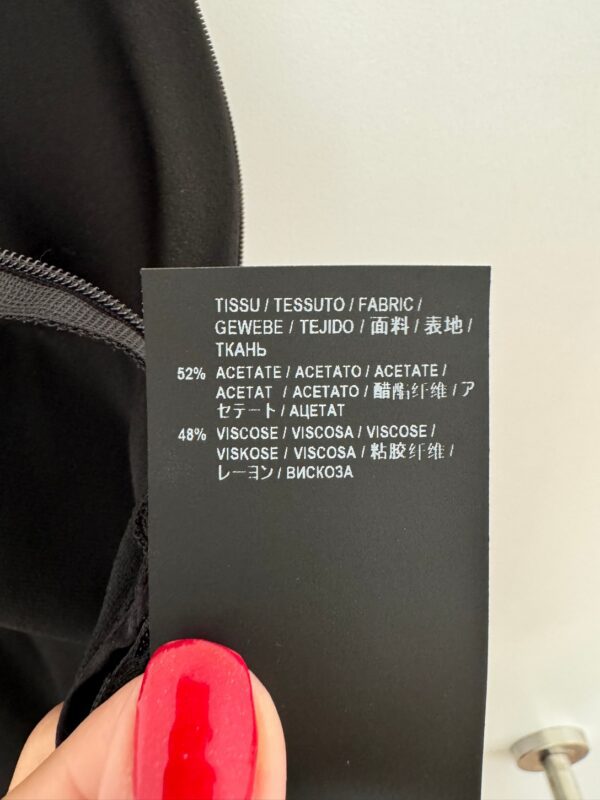 TISSU / TESSUTO / FABRIC /
GEWEBE / TEJIDO / 面料 / 表地 /
ТКАНЬ
52% ACETATE / ACETATO / ACETATE /
ACETAT / ACETATO / 醋酯纤维 / ア
セテート / АЦЕТАТ
48% VISCOSE / VISCOSA / VISCOSE /
VISKOSE / VISCOSA / 粘胶纤维 /
レーヨン / ВИСКОЗА